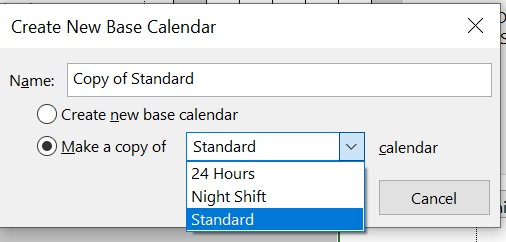 Create New Base Calendar
Name: Copy of Standard
Create new base calendar
Make a copy of Standard calendar
24 Hours
Night Shift
Standard
Cancel